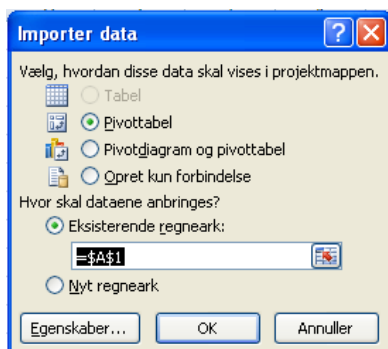 Importer data
Vælg, hvordan disse data skal vises i projektmappen.
Tabel
Pivottabel
Pivotdiagram og pivottabel
Opret kun forbindelse
Hvor skal dataene anbringes?
Eksisterende regneark:
=$A$1
Nyt regneark
Egenskaber... OK Annuller